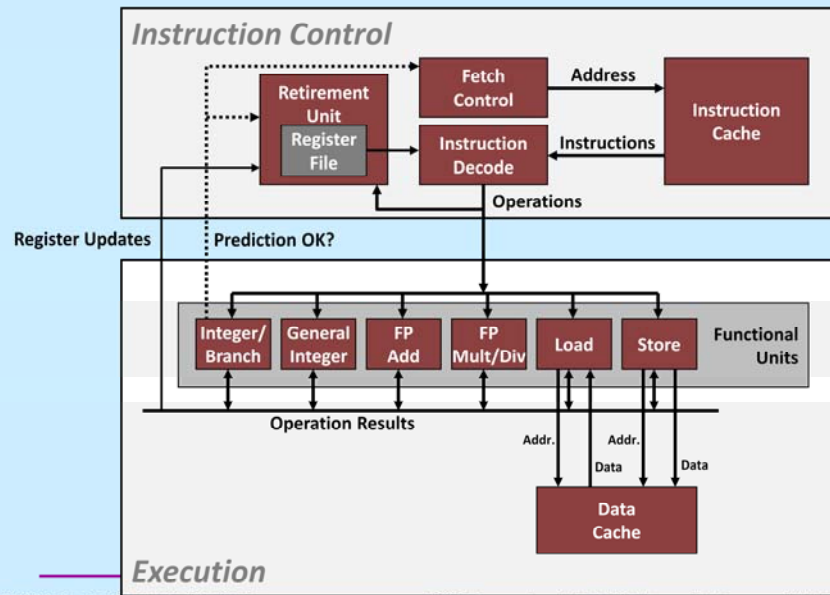 Instruction Control
Retirement
Unit
Register
File
Fetch
Control
Address
Instruction
Cache
Instruction
Decode
Instructions
Operations
Register Updates
Prediction OK?
Integer/
Branch
General
Integer
FP
Add
FP
Mult/Div
Load
Store
Functional
Units
Operation Results
Addr.
Data
Addr.
Data
Data
Cache
Execution